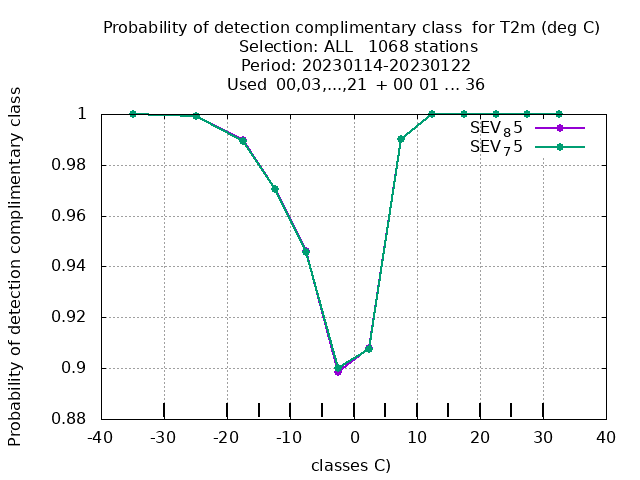 Probability of detection complimentary class  for T2m (deg C)
Selection: ALL   1068 stations
Period: 20230114-20230122
Used  00,03,...,21  + 00 01 ... 36
Probability of detection complimentary class
1
0.98
0.96
0.94
0.92
0.9
0.88
SEV₈5
SEV₇5
-40 -30 -20 -10 0 10 20 30 40
classes C)